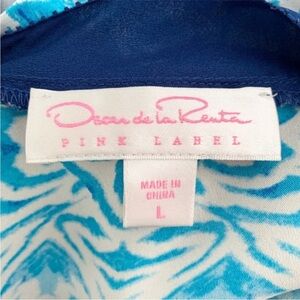 Oscar de la Renta
PINK LABEL
MADE IN
CHINA
L